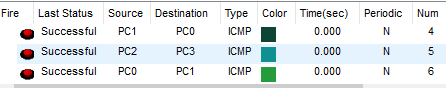 Fire Last Status Source Destination Type Color Time(sec) Periodic Num
Successful PC1 PC0 ICMP 0.000 N 4
Successful PC2 PC3 ICMP 0.000 N 5
Successful PC0 PC1 ICMP 0.000 N 6